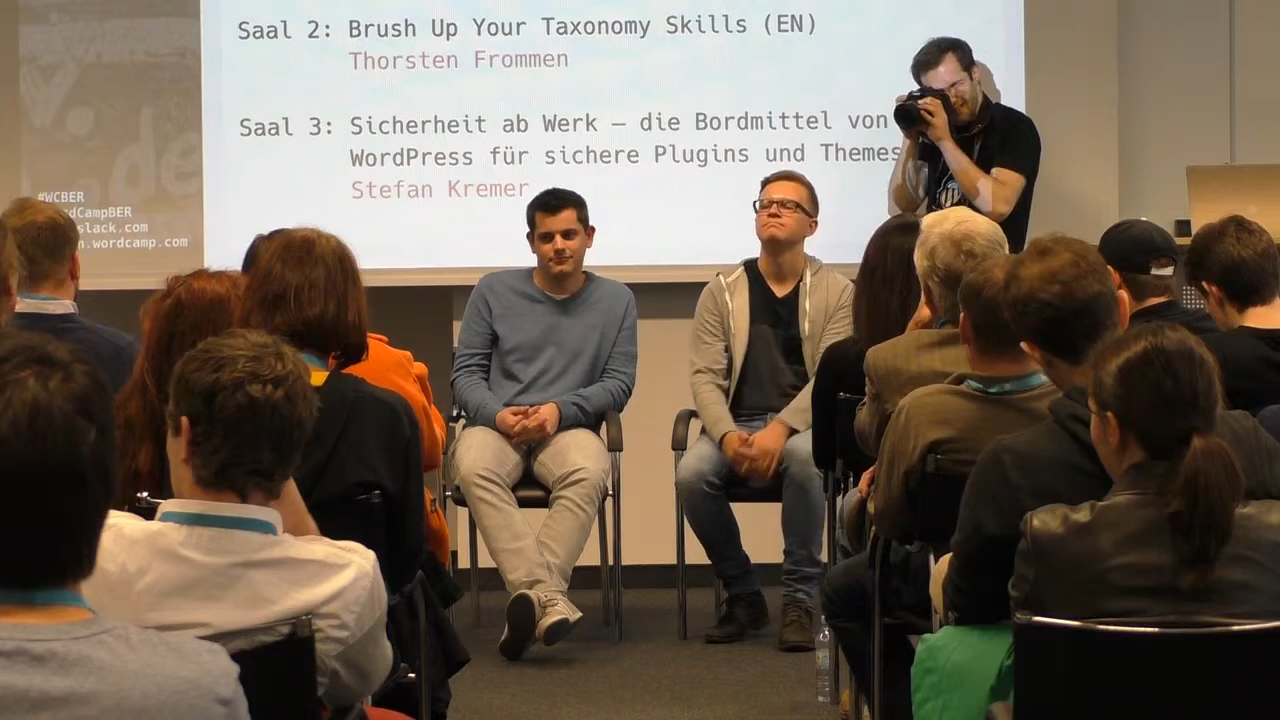 Saal 2: Brush Up Your Taxonomy Skills (EN)
Thorsten Frommen
Saal 3: Sicherheit ab Werk – die Bordmittel von
WordPress für sichere Plugins und Themes
Stefan Kremer
#WCBER
rdCampBER
slack.com
n.wordcamp.com